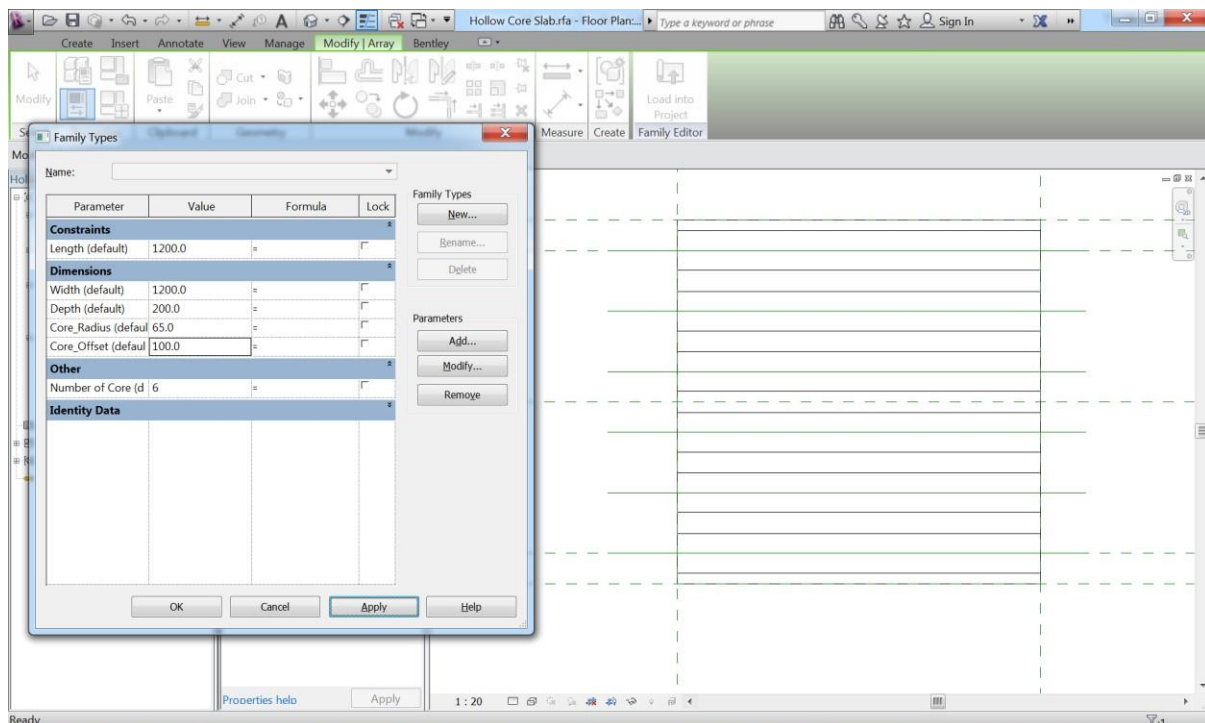 Hollow Core Slab.rfa - Floor Plan:... Type a keyword or phrase Sign In
Create Insert Annotate View Manage Modify | Array Bentley
Modify Paste Cut Join Load into Project
Measure Create Family Editor
Family Types
Name:
Parameter Value Formula Lock
Constraints
Length (default) 1200.0 =
Dimensions
Width (default) 1200.0 =
Depth (default) 200.0 =
Core_Radius (defaul 65.0 =
Core_Offset (defaul 100.0 =
Other
Number of Core (d 6 =
Identity Data
Family Types
New...
Rename...
Delete
Parameters
Add...
Modify...
Remove
OK Cancel Apply Help
Properties help Apply
1 : 20
Ready